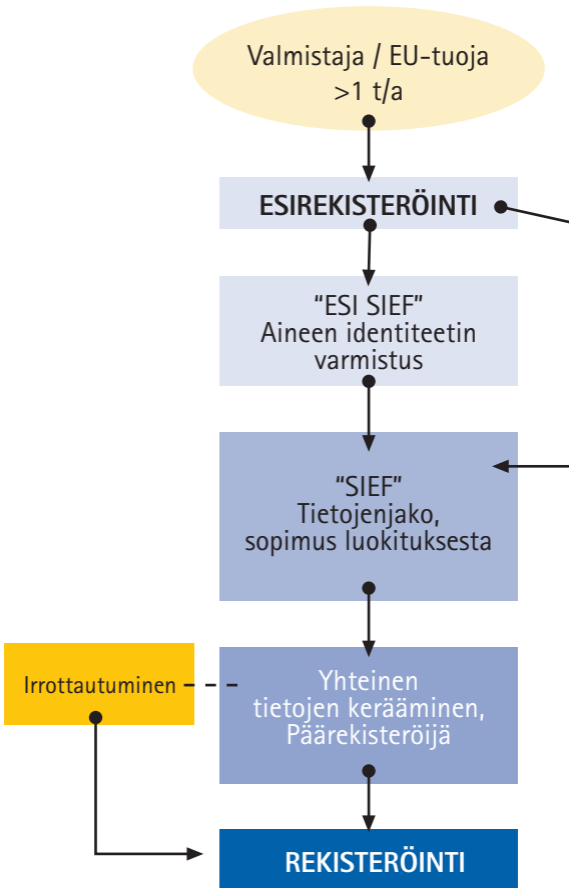 Valmistaja / EU-tuoja
>1 t/a
ESIREKISTERÖINTI
“ESI SIEF”
Aineen identiteetin
varmistus
“SIEF”
Tietojenjako,
sopimus luokituksesta
Irrottautuminen
Yhteinen
tietojen kerääminen,
Päärekisteröijä
REKISTERÖINTI